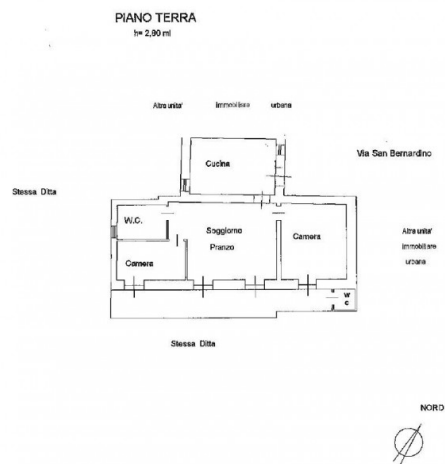 PIANO TERRA
h= 2,80 ml
Altra unita' immobiliare urbana
Cucina
Via San Bernardino
Stessa Ditta
W.C.
Soggiorno
Pranzo
Camera
Altra unita'
immobiliare
urbana
Camera
W
C
Stessa Ditta
NORD